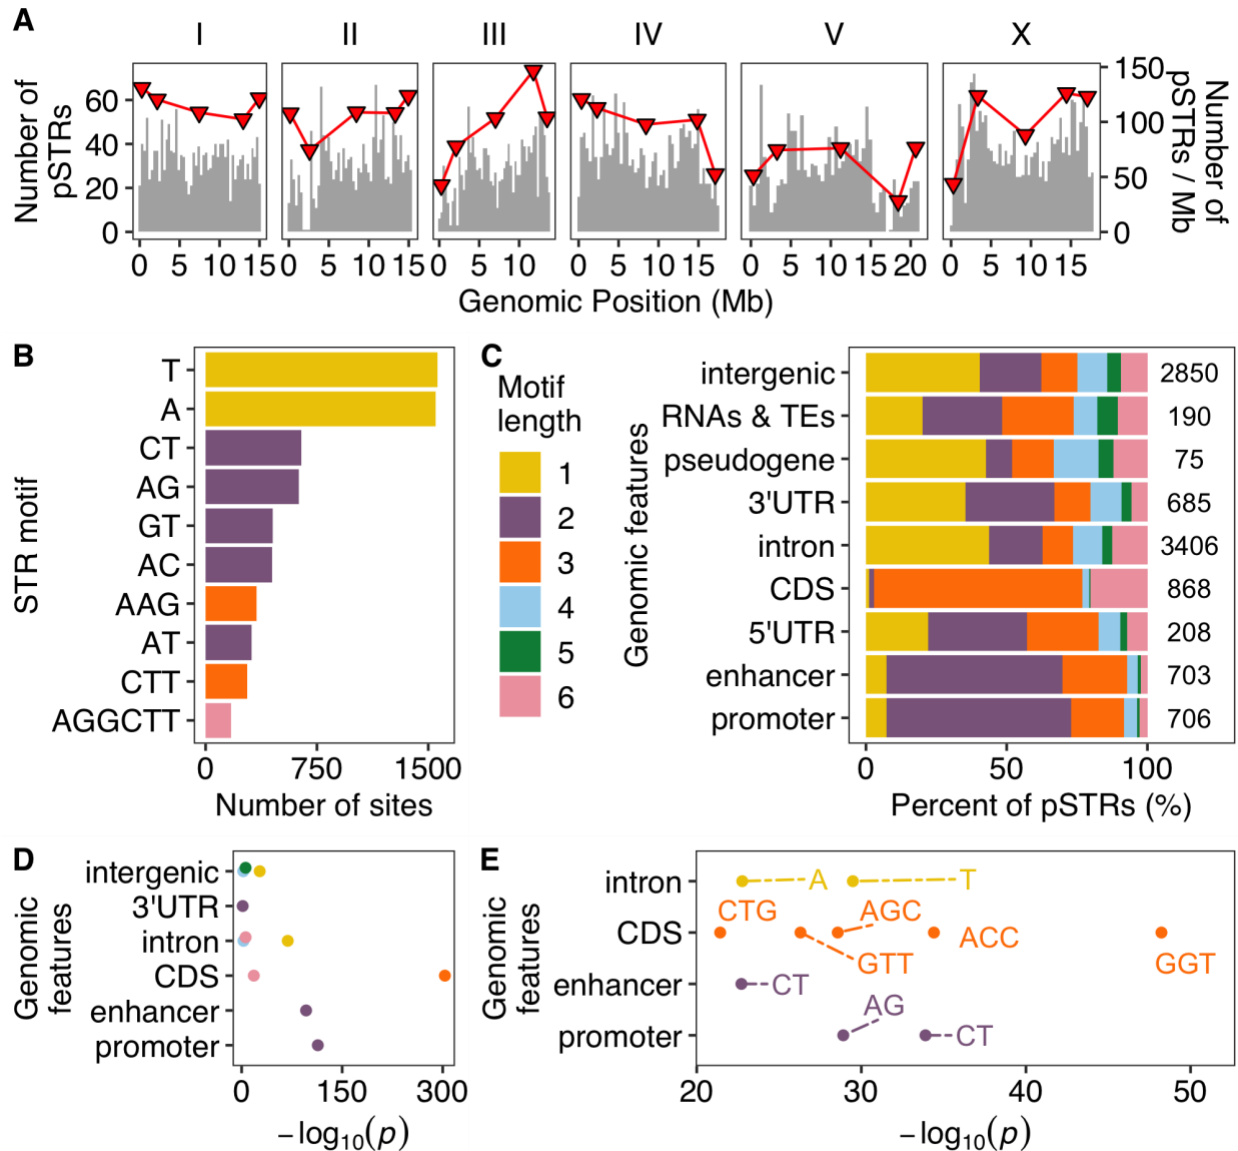 A
I II III IV V X
Number of
pSTRs
60
40
20
0
150
100
50
0
Number of
pSTRs / Mb
0 5 10 15 0 5 10 15 0 5 10 0 5 10 15 0 5 10 15 20 0 5 10 15
Genomic Position (Mb)
B
STR motif
T
A
CT
AG
GT
AC
AAG
AT
CTT
AGGCTT
0 750 1500
Number of sites
C
Motif
length
1
2
3
4
5
6
Genomic features
intergenic 2850
RNAs & TEs 190
pseudogene 75
3'UTR 685
intron 3406
CDS 868
5'UTR 208
enhancer 703
promoter 706
0 50 100
Percent of pSTRs (%)
D
Genomic
features
intergenic
3'UTR
intron
CDS
enhancer
promoter
0 150 300
−log₁₀(p)
E
Genomic
features
intron A T
CTG AGC
CDS ACC
GTT GGT
enhancer CT
AG
promoter CT
20 30 40 50
−log₁₀(p)